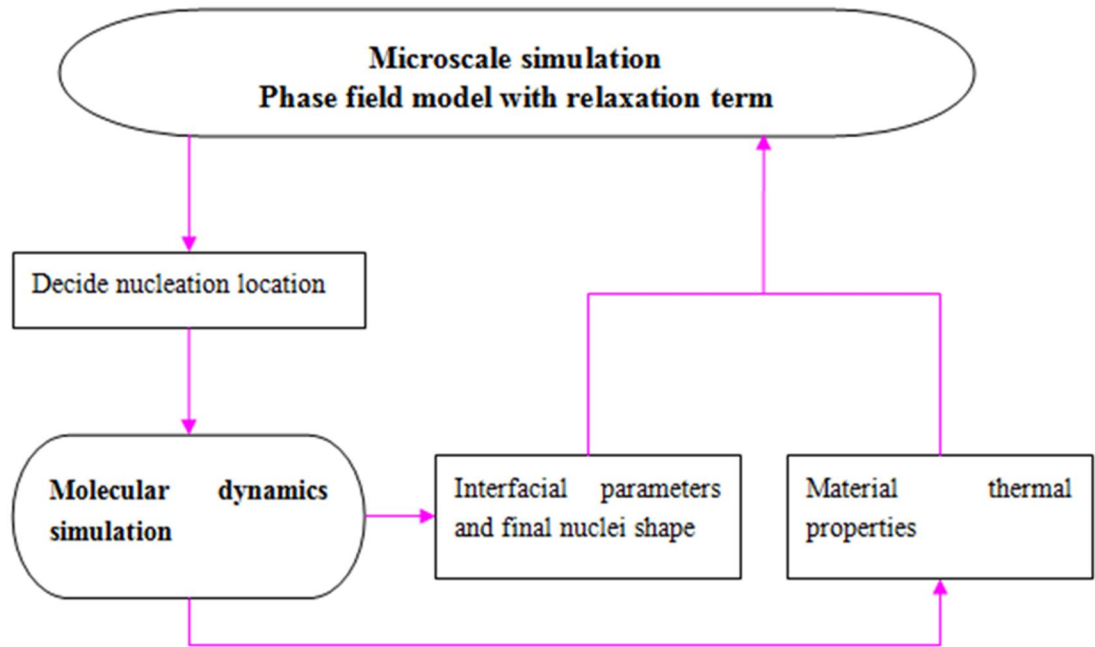 Microscale simulation
Phase field model with relaxation term
Decide nucleation location
Molecular dynamics
simulation
Interfacial parameters
and final nuclei shape
Material thermal
properties